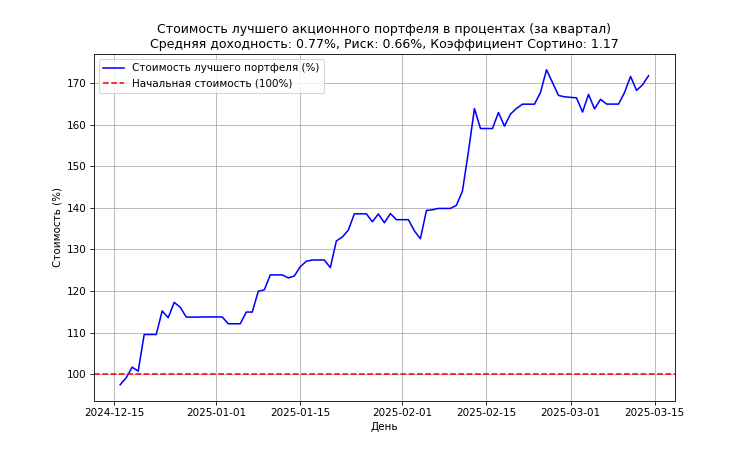 Стоимость лучшего акционного портфеля в процентах (за квартал)
Средняя доходность: 0.77%, Риск: 0.66%, Коэффициент Сортино: 1.17
Стоимость лучшего портфеля (%)
Начальная стоимость (100%)
Стоимость (%)
170
160
150
140
130
120
110
100
2024-12-15 2025-01-01 2025-01-15 2025-02-01 2025-02-15 2025-03-01 2025-03-15
День